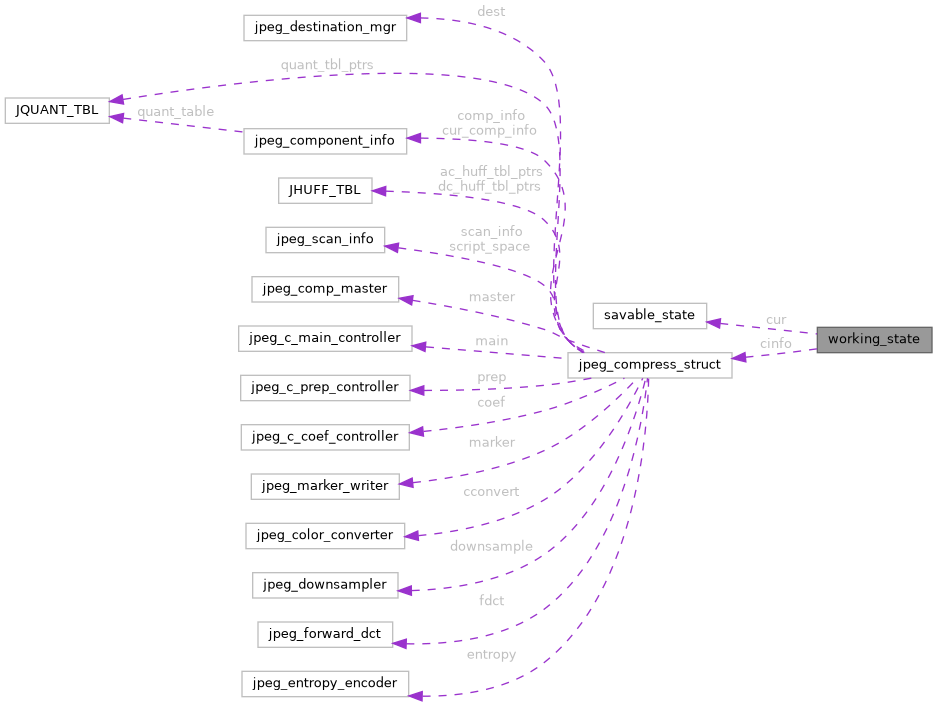 dest
jpeg_destination_mgr
quant_tbl_ptrs
JQUANT_TBL
quant_table
comp_info
cur_comp_info
jpeg_component_info
ac_huff_tbl_ptrs
dc_huff_tbl_ptrs
JHUFF_TBL
scan_info
script_space
jpeg_scan_info
jpeg_comp_master
master
savable_state
cur
working_state
cinfo
jpeg_c_main_controller
main
jpeg_compress_struct
prep
jpeg_c_prep_controller
coef
jpeg_c_coef_controller
marker
jpeg_marker_writer
cconvert
jpeg_color_converter
downsample
jpeg_downsampler
fdct
jpeg_forward_dct
entropy
jpeg_entropy_encoder